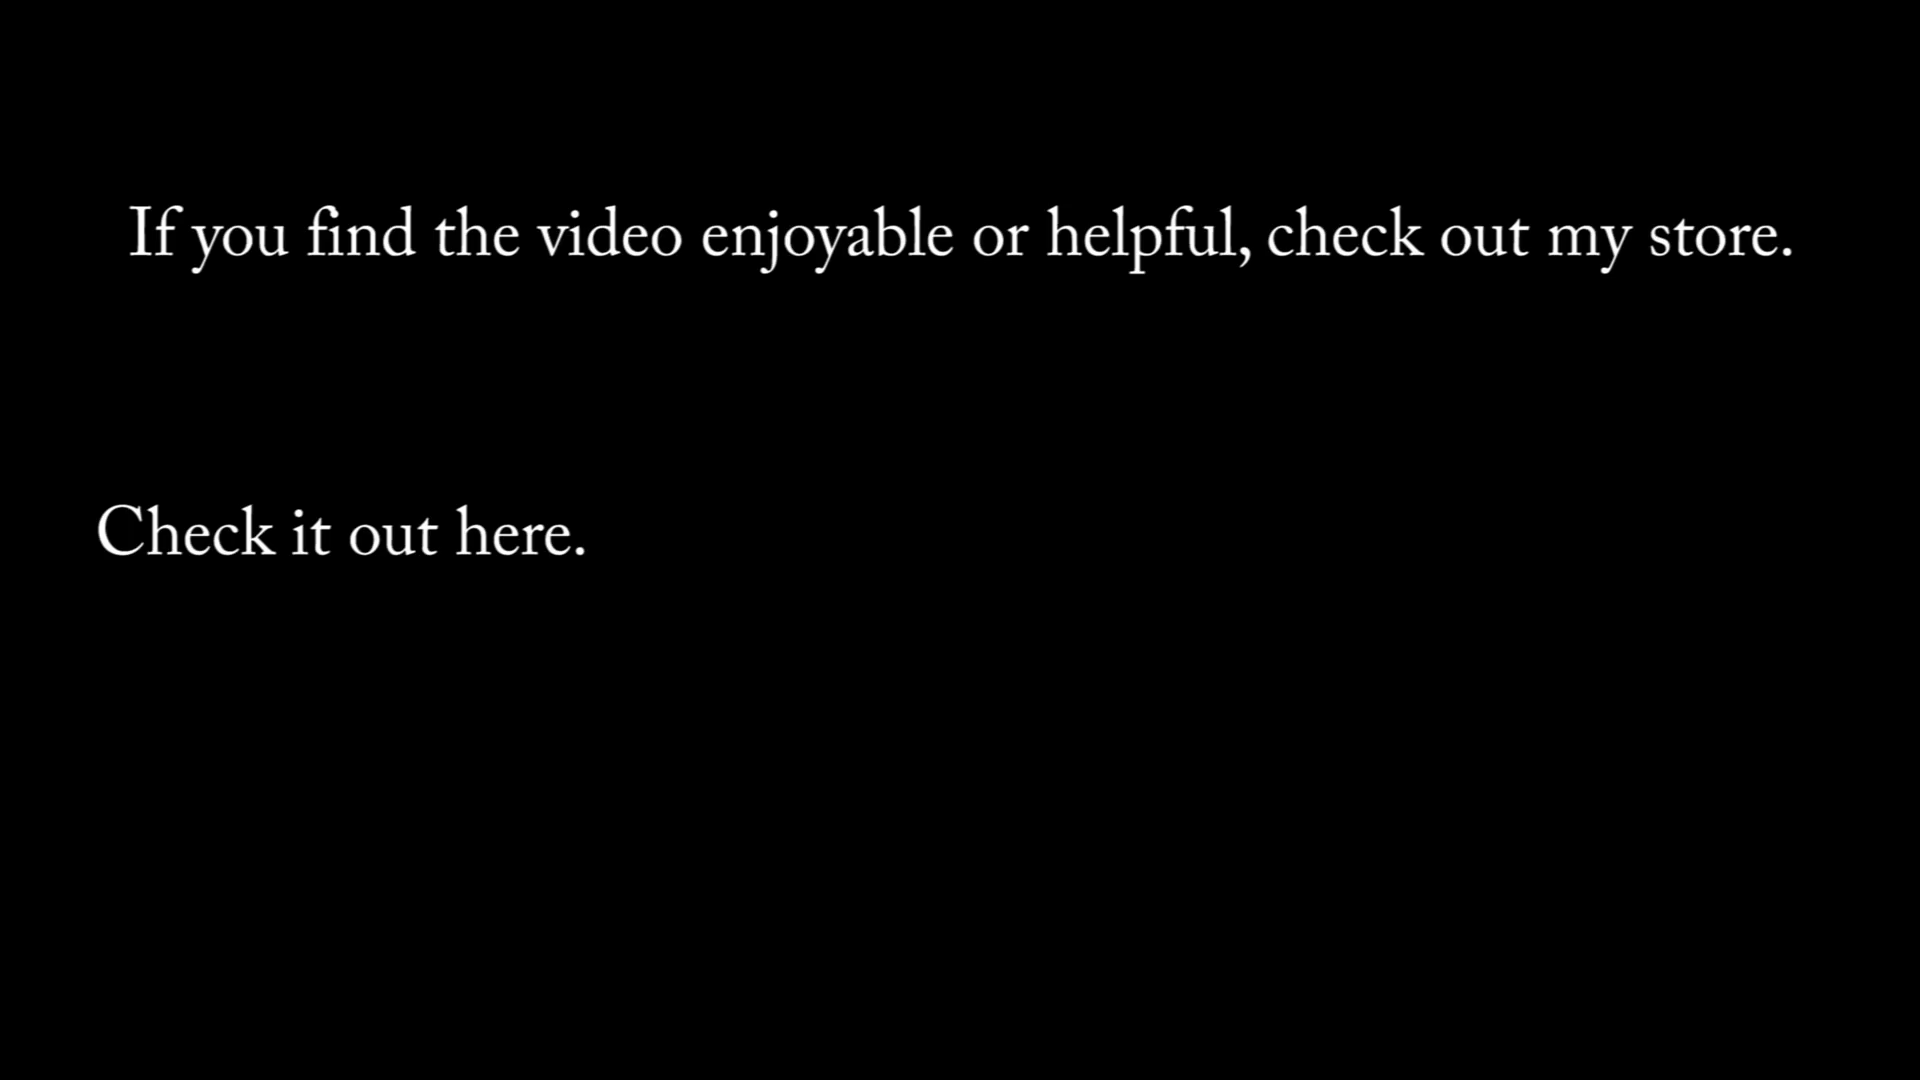 If you find the video enjoyable or helpful, check out my store.
Check it out here.